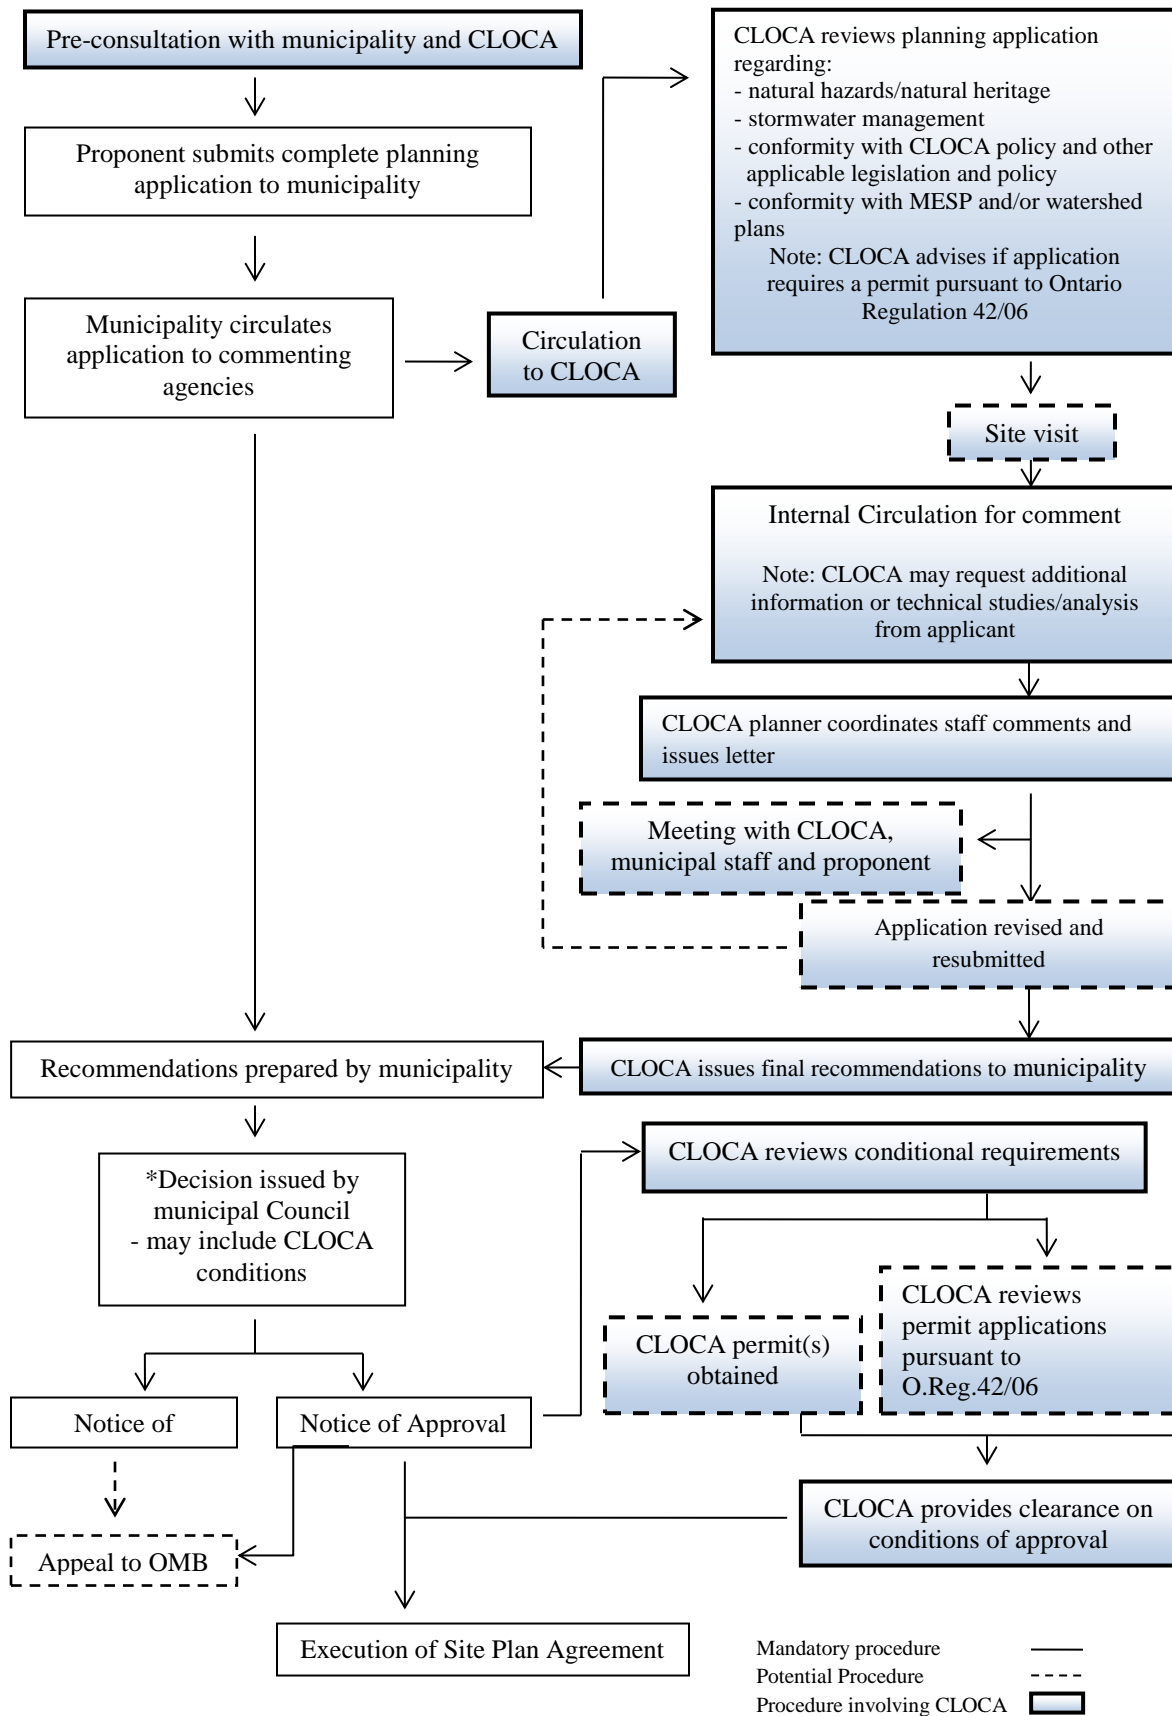 Pre-consultation with municipality and CLOCA
Proponent submits complete planning
application to municipality
Municipality circulates
application to commenting
agencies
Circulation
to CLOCA
CLOCA reviews planning application
regarding:
- natural hazards/natural heritage
- stormwater management
- conformity with CLOCA policy and other
applicable legislation and policy
- conformity with MESP and/or watershed
plans
Note: CLOCA advises if application
requires a permit pursuant to Ontario
Regulation 42/06
Site visit
Internal Circulation for comment
Note: CLOCA may request additional
information or technical studies/analysis
from applicant
CLOCA planner coordinates staff comments and
issues letter
Meeting with CLOCA,
municipal staff and proponent
Application revised and
resubmitted
CLOCA issues final recommendations to municipality
Recommendations prepared by municipality
*Decision issued by
municipal Council
- may include CLOCA
conditions
CLOCA reviews conditional requirements
CLOCA permit(s)
obtained
CLOCA reviews
permit applications
pursuant to
O.Reg.42/06
Notice of
Notice of Approval
Appeal to OMB
CLOCA provides clearance on
conditions of approval
Execution of Site Plan Agreement
Mandatory procedure
Potential Procedure
Procedure involving CLOCA